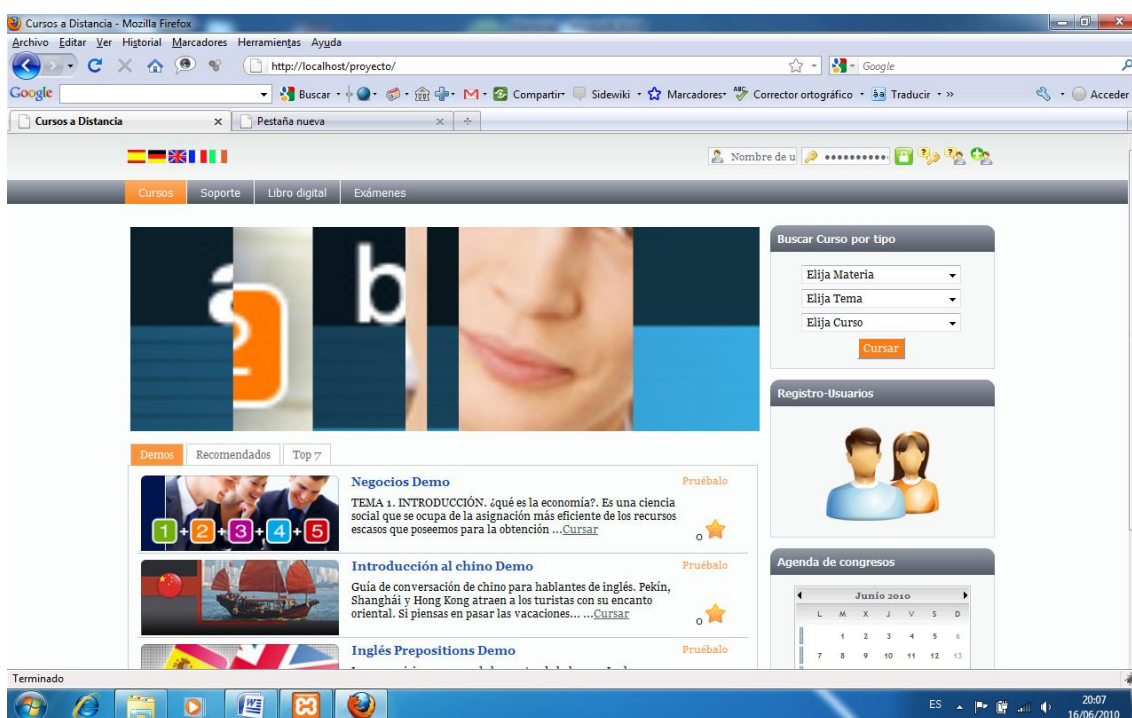 Cursos a Distancia - Mozilla Firefox
Archivo Editar Ver Historial Marcadores Herramientas Ayuda
http://localhost/proyecto/
Google
Google
Buscar
M
Compartir
Sidewiki
Marcadores
ABC
Corrector ortográfico
Traducir
»
Acceder
Cursos a Distancia
Pestaña nueva
Nombre de u
Cursos
Soporte
Libro digital
Exámenes
a
2
b
Buscar Curso por tipo
Elija Materia
Elija Tema
Elija Curso
Cursar
Registro-Usuarios
Demos
Recomendados
Top 7
1+2+3+4+5
Negocios Demo
Pruébalo
TEMA 1. INTRODUCCIÓN. ¿qué es la economía?. Es una ciencia
social que se ocupa de la asignación más eficiente de los recursos
escasos que poseemos para la obtención ...Cursar
0
Introducción al chino Demo
Pruébalo
Guía de conversación de chino para hablantes de inglés. Pekín,
Shanghái y Hong Kong atraen a los turistas con su encanto
oriental. Si piensas en pasar las vacaciones... ...Cursar
0
Inglés Prepositions Demo
Pruébalo
Agenda de congresos
Junio 2010
L M X J V S D
1 2 3 4 5 6
7 8 9 10 11 12 13
Terminado
ES
20:07
16/06/2010